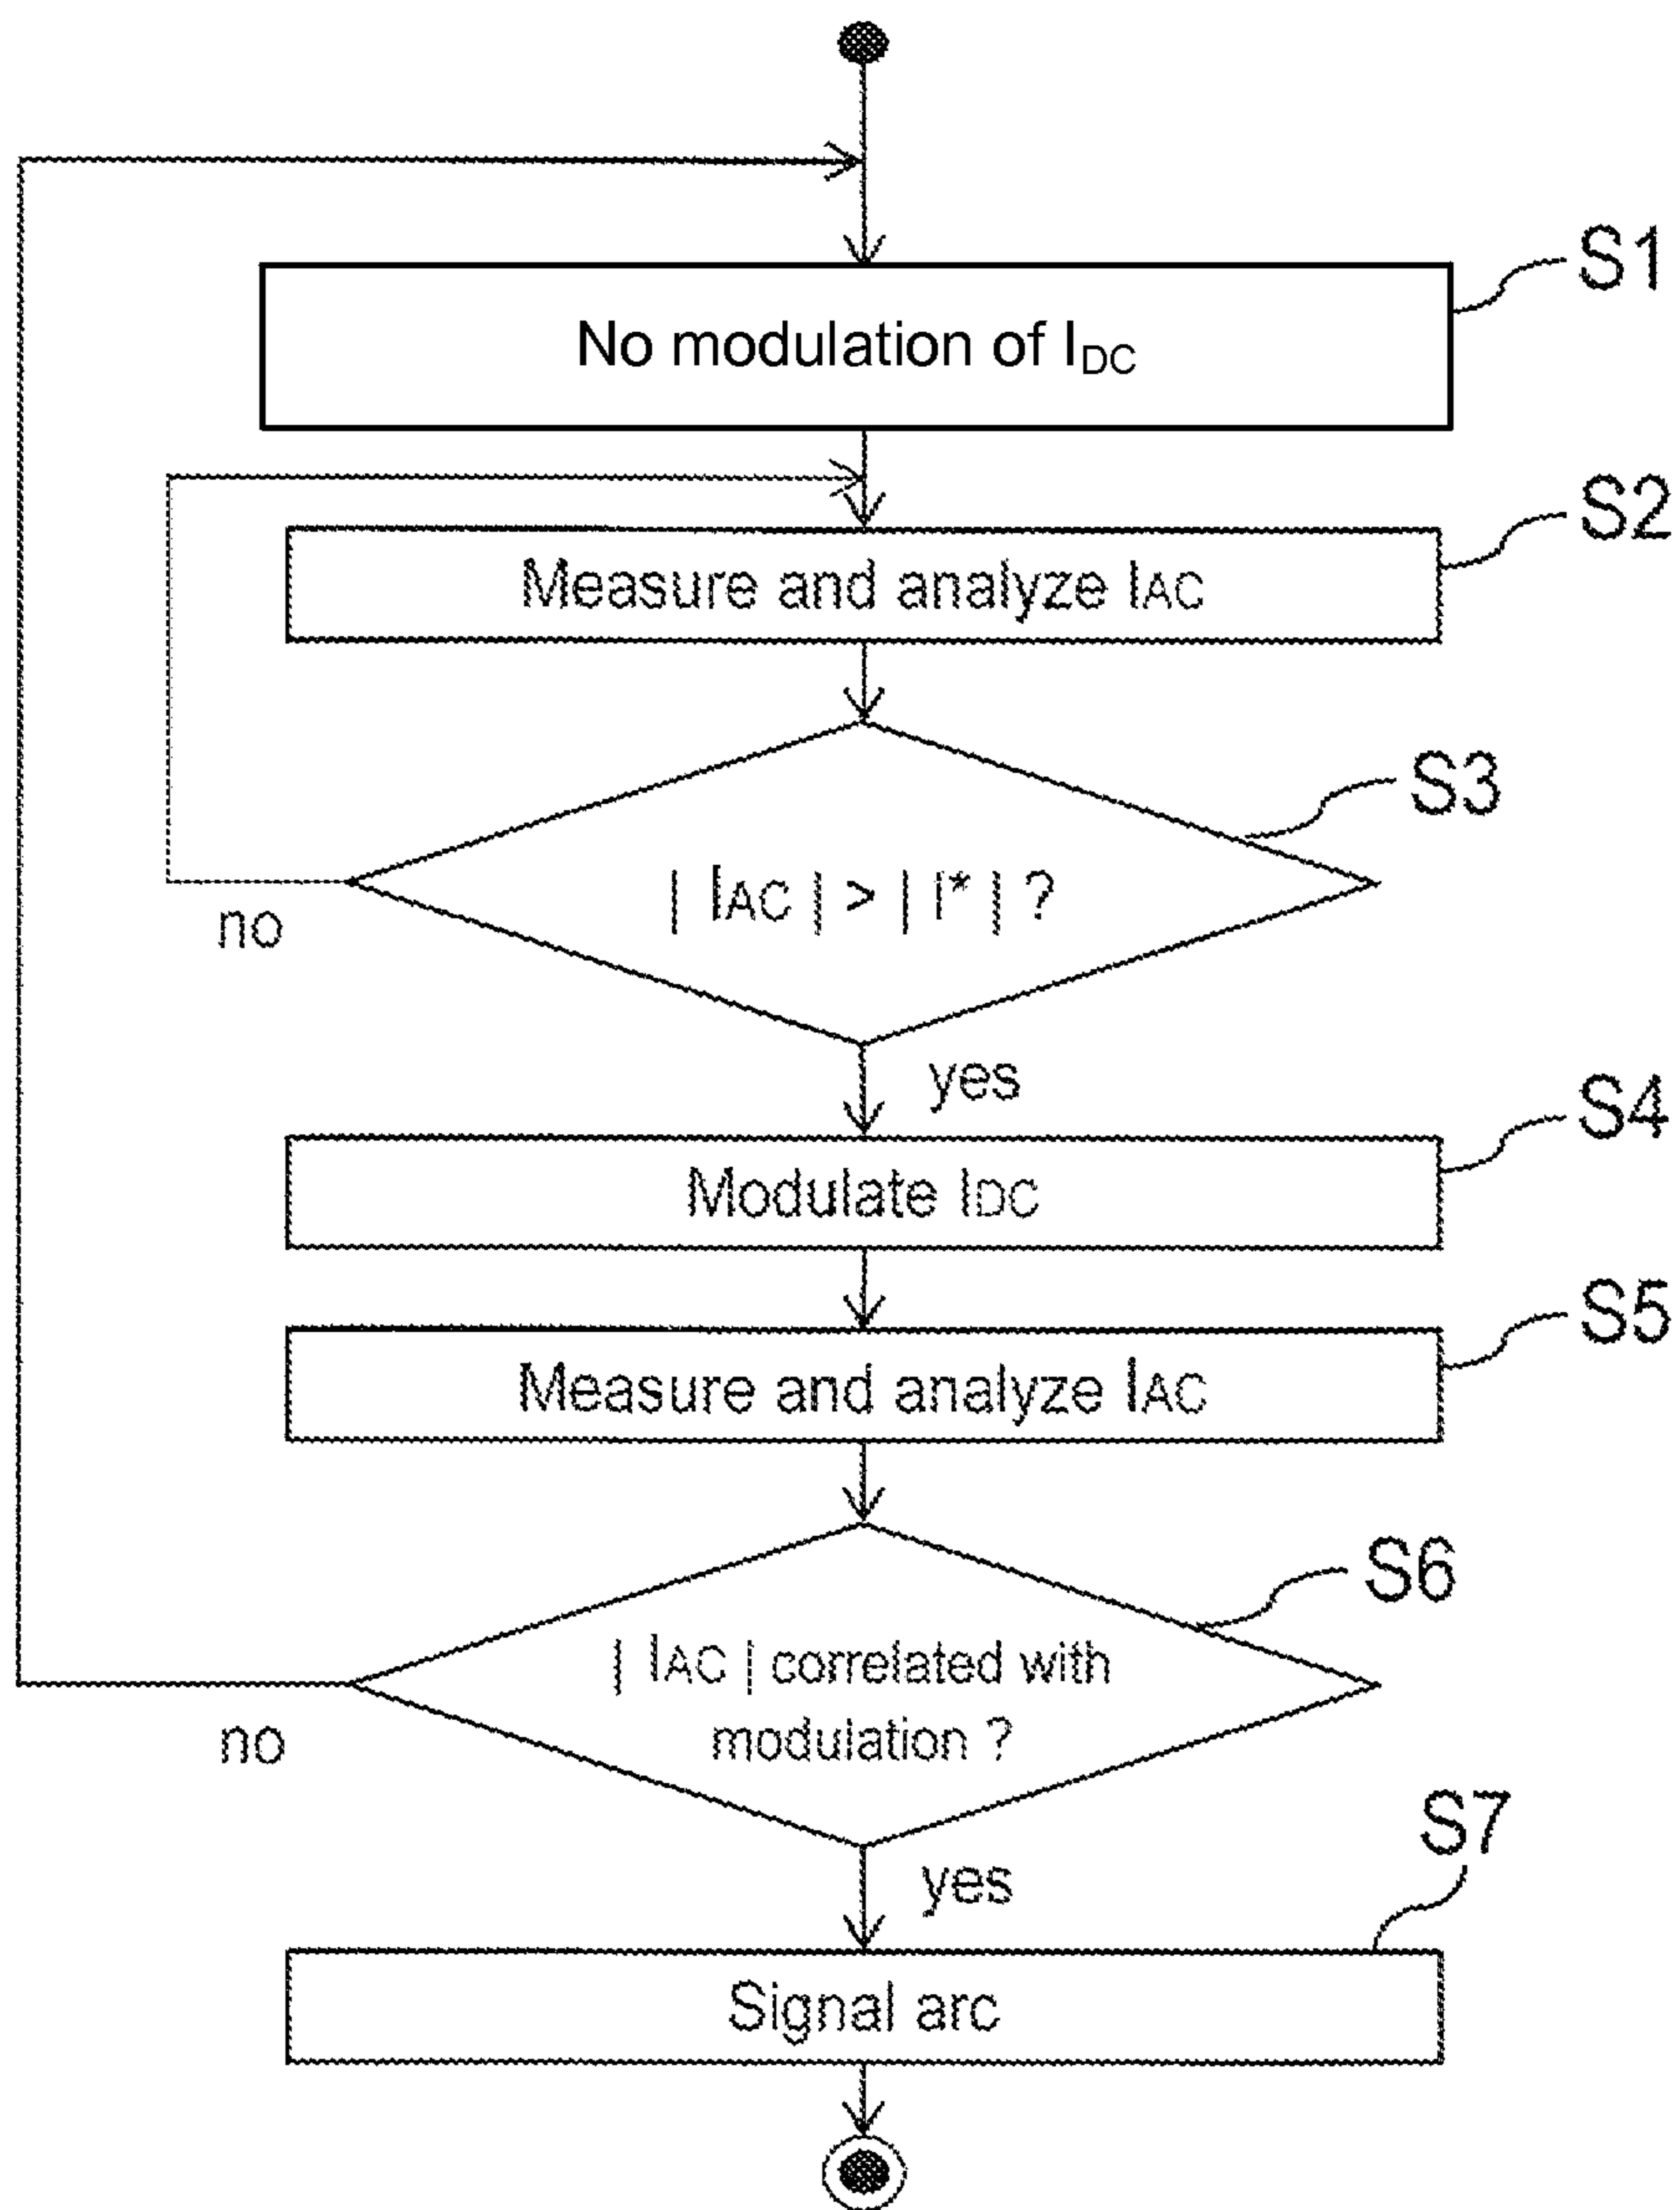 S1
No modulation of IDC
S2
Measure and analyze IAC
S3
| IAC | > | I* | ?
no
yes
S4
Modulate IDC
S5
Measure and analyze IAC
S6
| IAC | correlated with
modulation ?
no
yes
S7
Signal arc